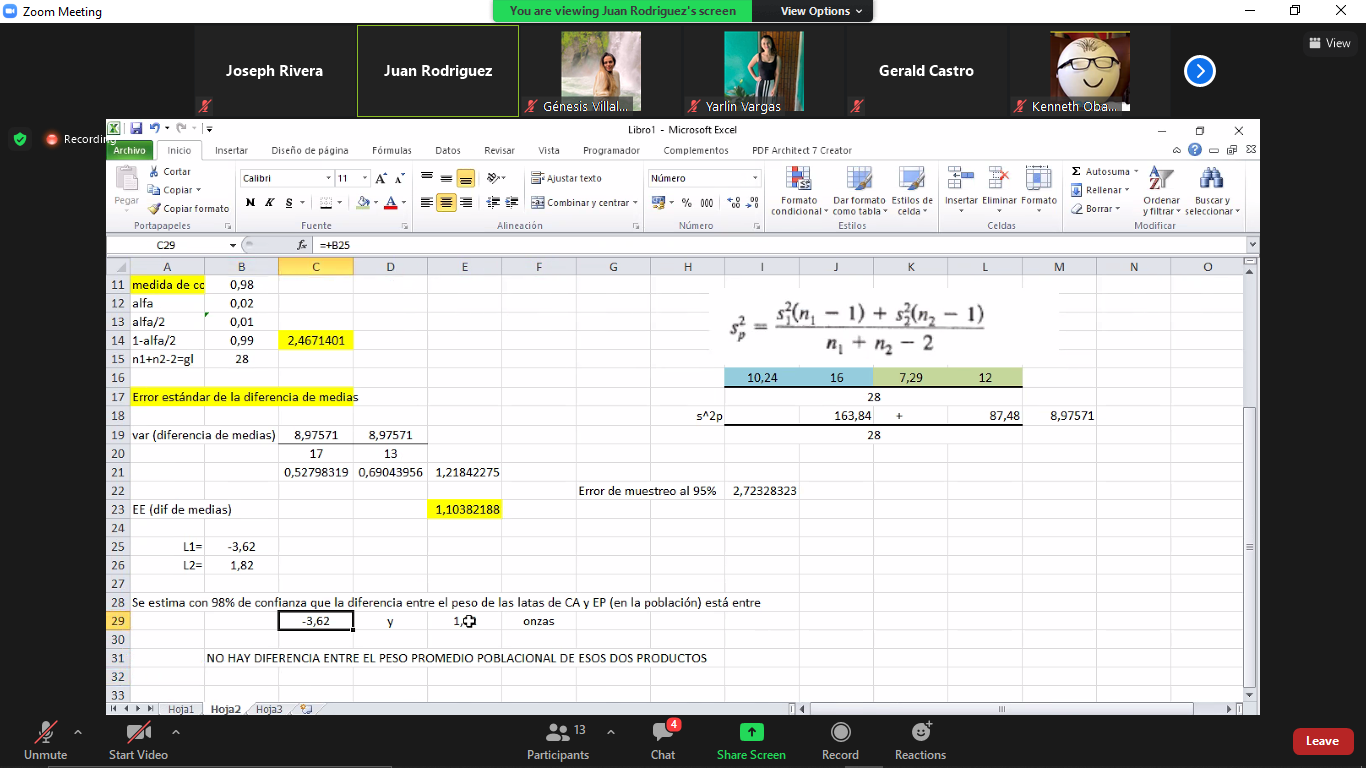 Zoom Meeting
You are viewing Juan Rodriguez's screen
View Options
Joseph Rivera
Juan Rodriguez
Génesis Villal...
Yarlin Vargas
Gerald Castro
Kenneth Oba...
View
Recording
Libro1 - Microsoft Excel
Archivo Inicio Insertar Diseño de página Fórmulas Datos Revisar Vista Programador Complementos PDF Architect 7 Creator
Pegar
Cortar
Copiar
Copiar formato
Portapapeles
Calibri 11
N K S
Fuente
Ajustar texto
Combinar y centrar
Alineación
Número
% 000
Número
Formato condicional
Dar formato como tabla
Estilos de celda
Estilos
Insertar Eliminar Formato
Celdas
Autosuma
Rellenar
Borrar
Ordenar y filtrar
Buscar y seleccionar
Modificar
C29 fx =+B25
A B C D E F G H I J K L M N O
11 medida de cc 0,98
12 alfa 0,02
13 alfa/2 0,01
14 1-alfa/2 0,99 2,4671401
15 n1+n2-2=gl 28
s²p = s²1(n1 − 1) + s²2(n2 − 1)
n1 + n2 − 2
16 10,24 16 7,29 12
17 Error estándar de la diferencia de medias 28
18 s^2p 163,84 + 87,48 8,97571
19 var (diferencia de medias) 8,97571 8,97571 28
20 17 13
21 0,52798319 0,69043956 1,21842275
22 Error de muestreo al 95% 2,72328323
23 EE (dif de medias) 1,10382188
24
25 L1= -3,62
26 L2= 1,82
27
28 Se estima con 98% de confianza que la diferencia entre el peso de las latas de CA y EP (en la población) está entre
29 -3,62 y onzas
30
31 NO HAY DIFERENCIA ENTRE EL PESO PROMEDIO POBLACIONAL DE ESOS DOS PRODUCTOS
32
33
Hoja1 Hoja2 Hoja3
Unmute
Start Video
Participants 13
Chat 4
Share Screen
Record
Reactions
Leave